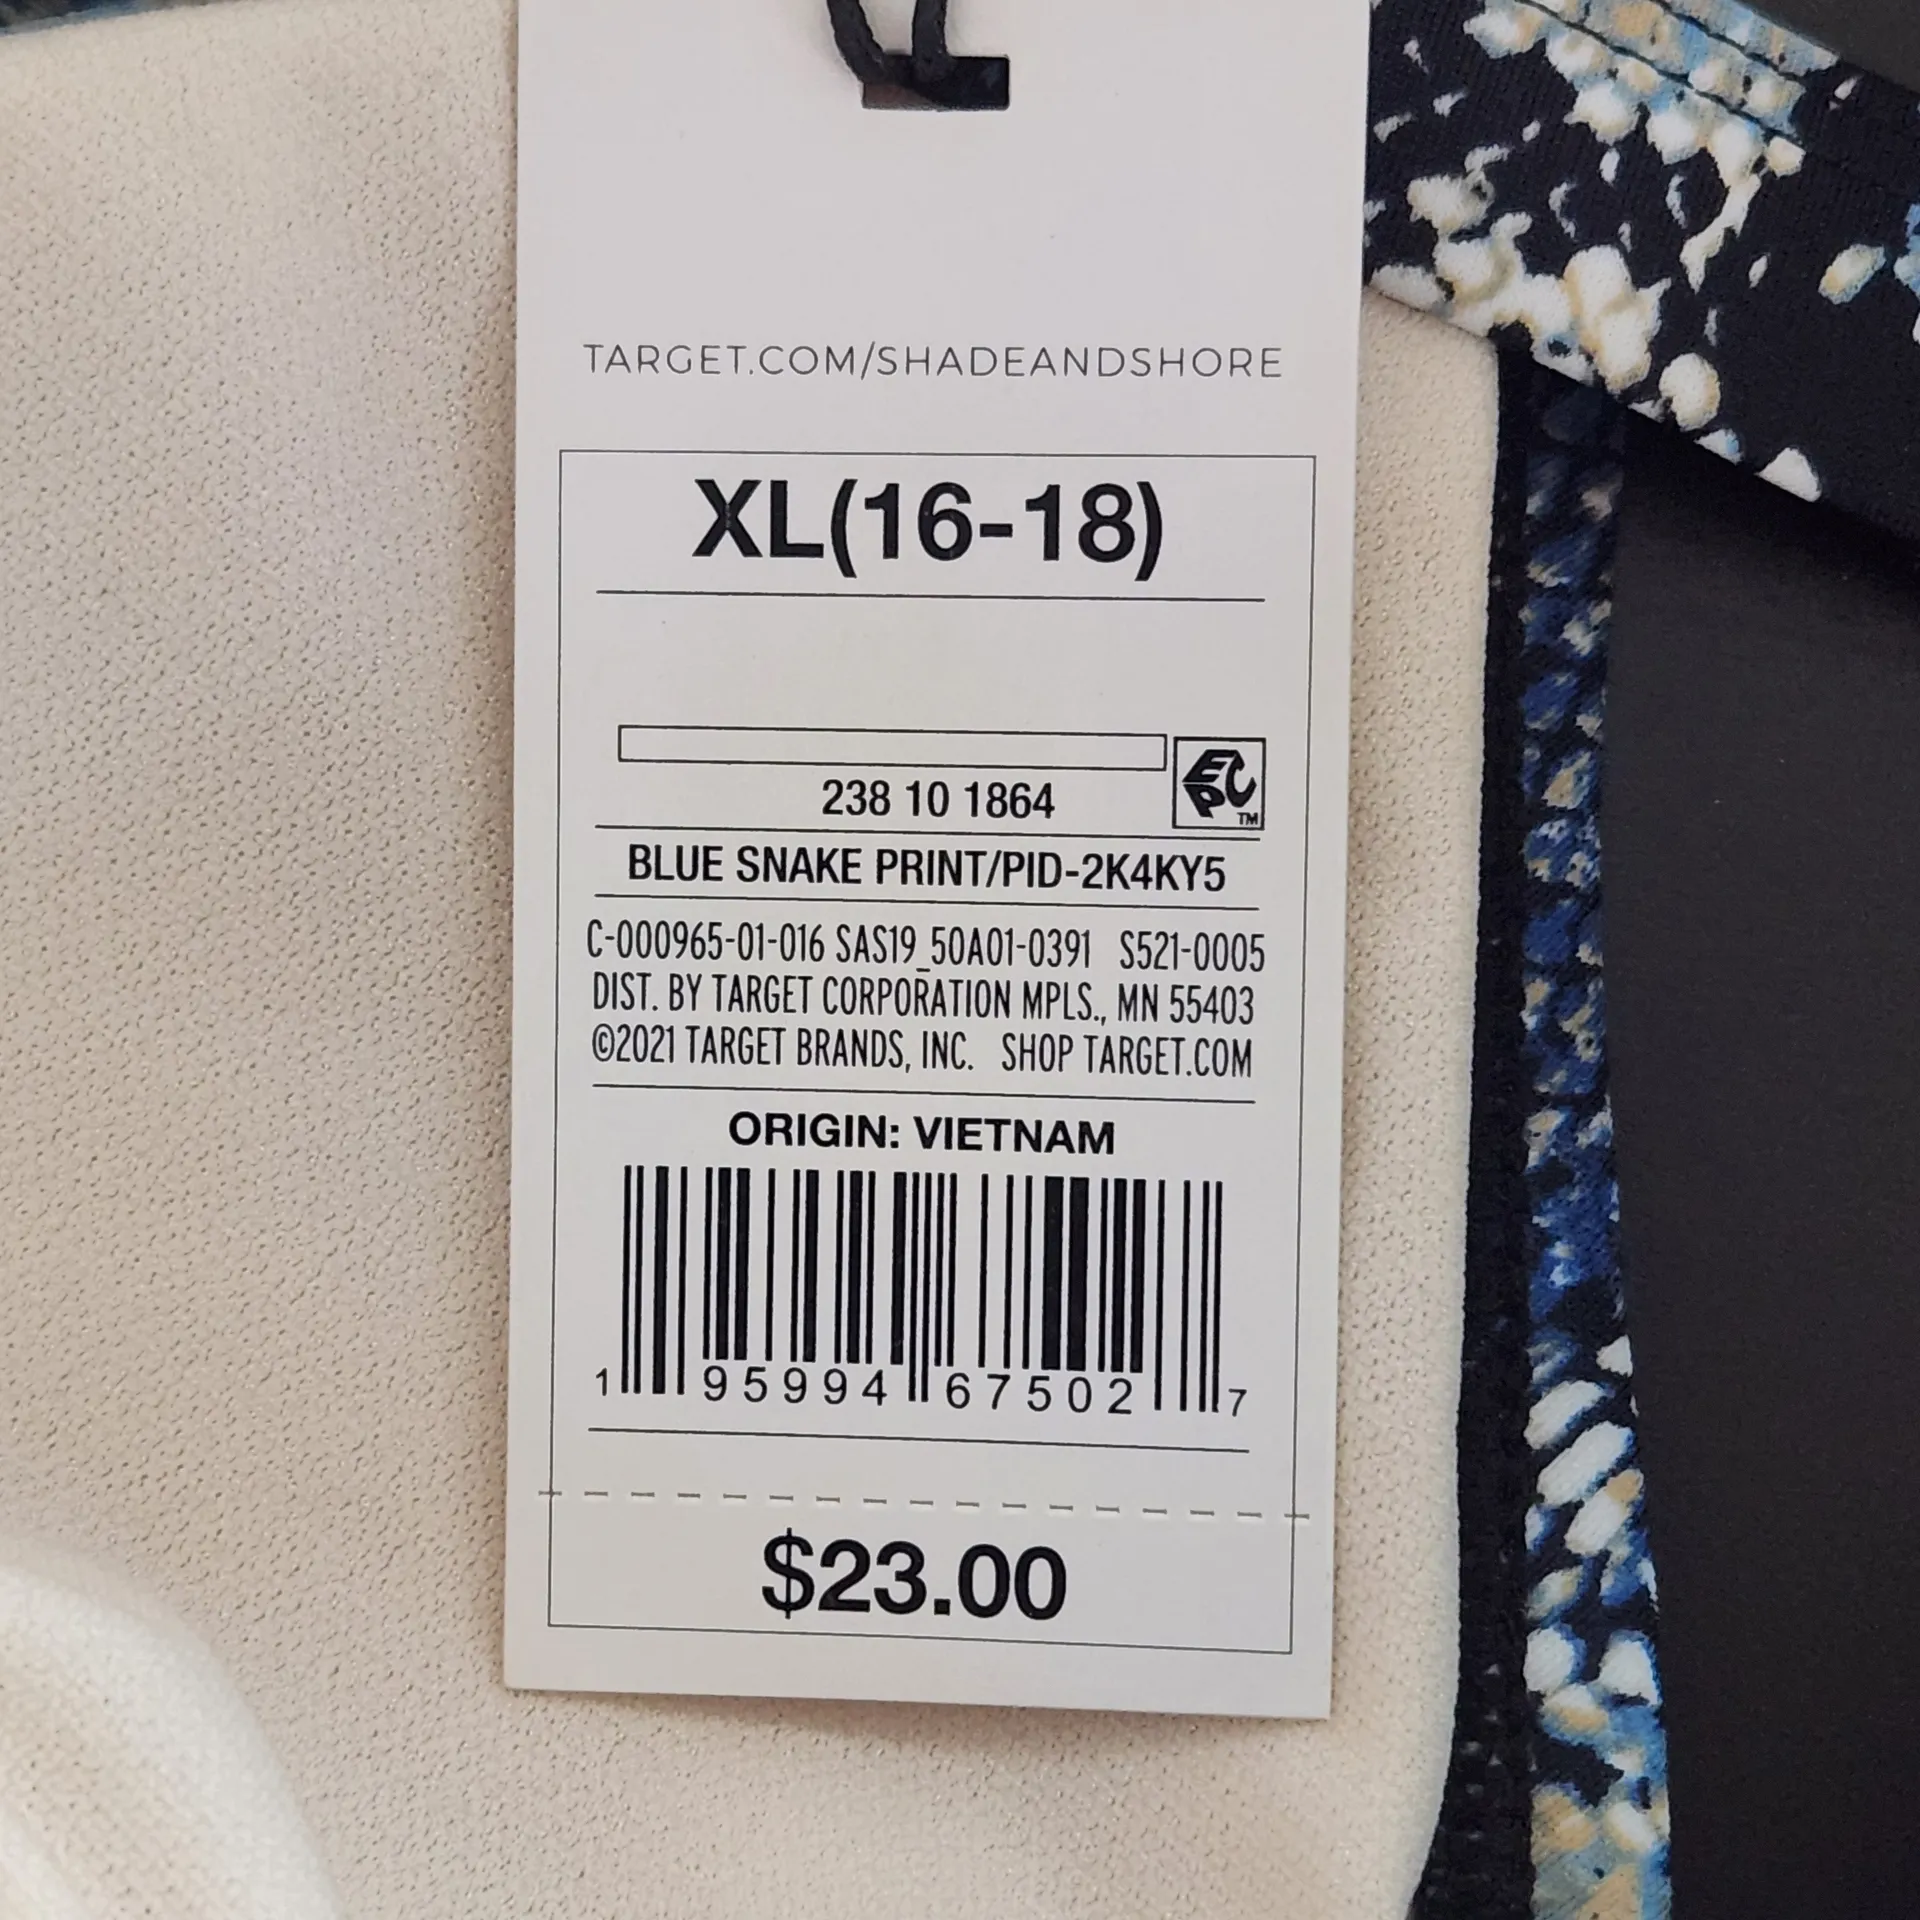 TARGET.COM/SHADEANDSHORE
XL(16-18)
238 10 1864
EPC TM
BLUE SNAKE PRINT/PID-2K4KY5
C-000965-01-016 SAS19_50A01-0391 S521-0005
DIST. BY TARGET CORPORATION MPLS., MN 55403
©2021 TARGET BRANDS, INC. SHOP TARGET.COM
ORIGIN: VIETNAM
1 95994 67502 7
$23.00